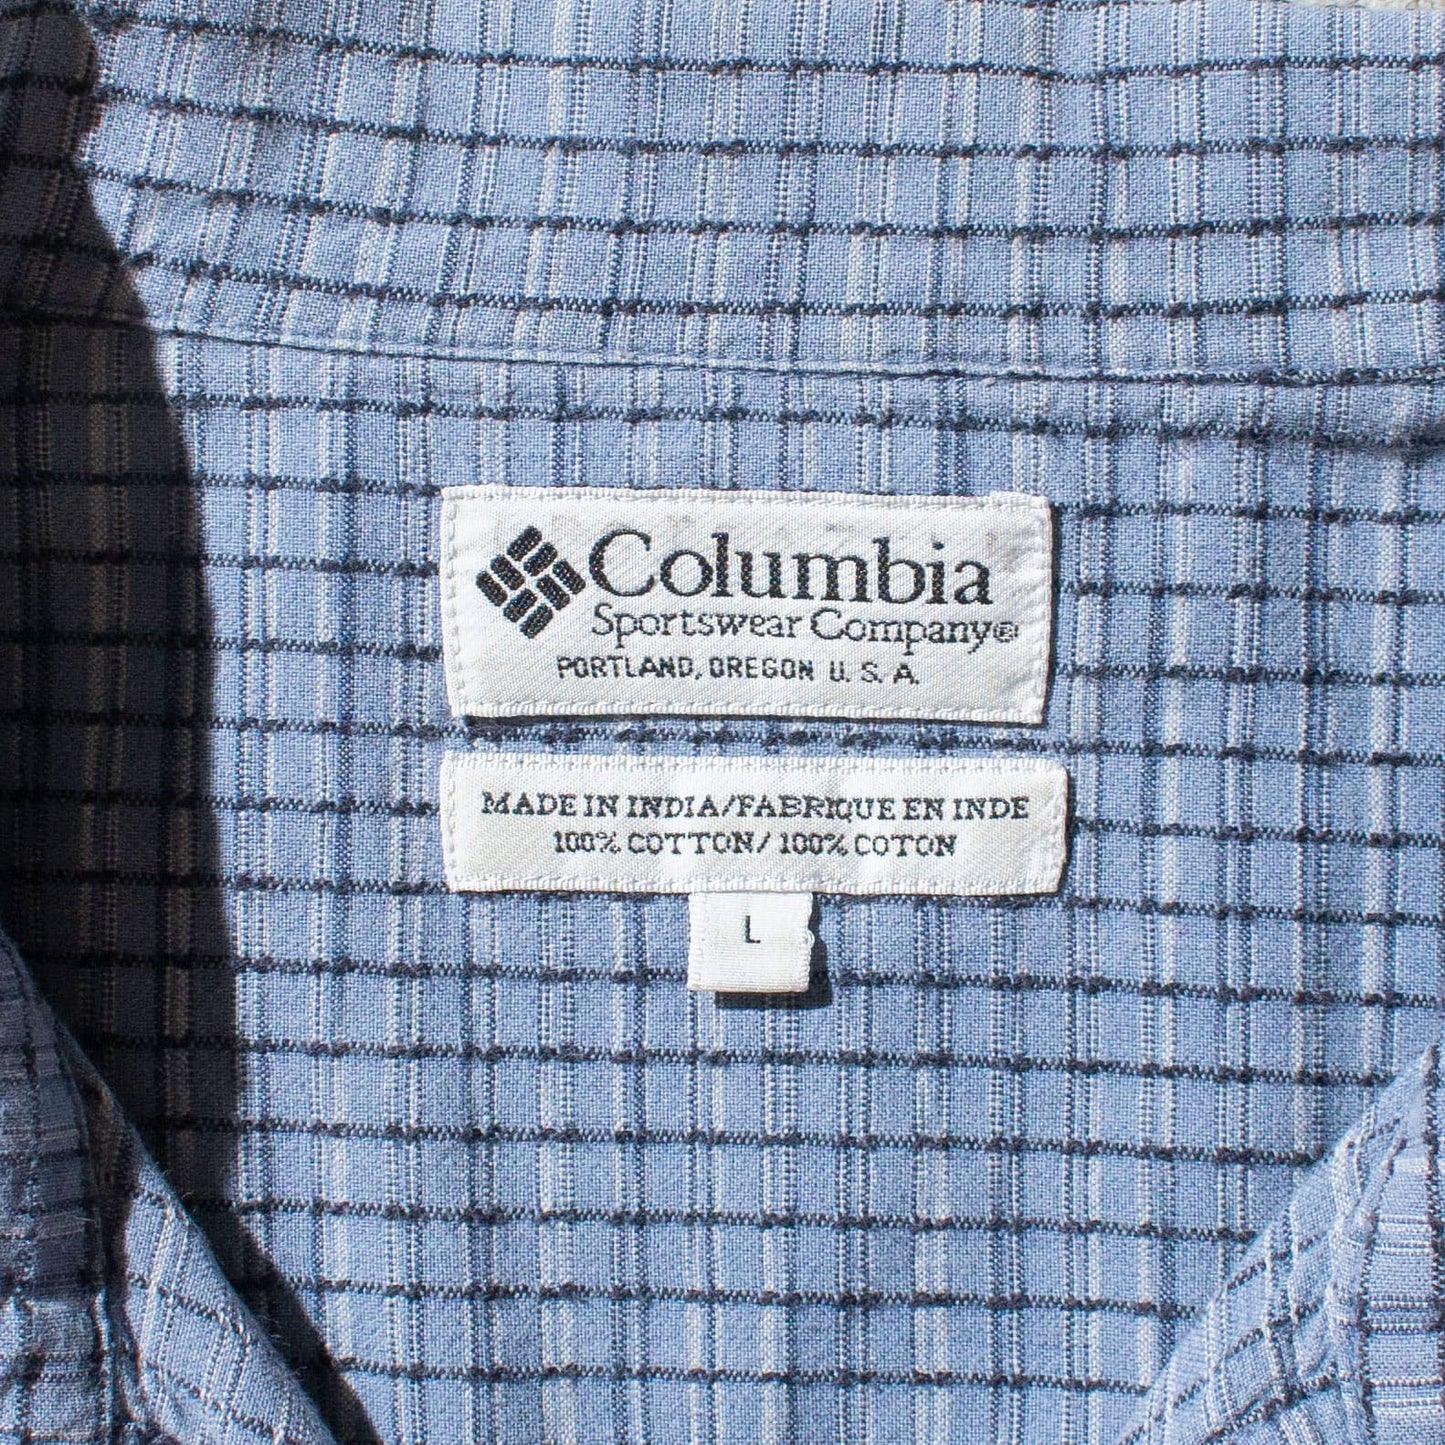 Columbia
Sportswear Company®
PORTLAND, OREGON U.S.A.
MADE IN INDIA/FABRIQUE EN INDE
100% COTTON/100% COTON
L